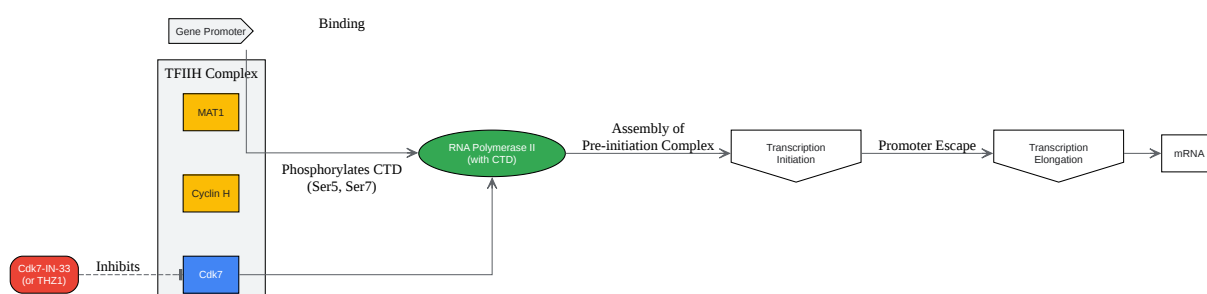 Binding
Gene Promoter
TFIIH Complex
MAT1
Cyclin H
Cdk7
Cdk7-IN-33
(or THZ1)
Inhibits
Phosphorylates CTD
(Ser5, Ser7)
RNA Polymerase II
(with CTD)
Assembly of
Pre-initiation Complex
Transcription
Initiation
Promoter Escape
Transcription
Elongation
mRNA